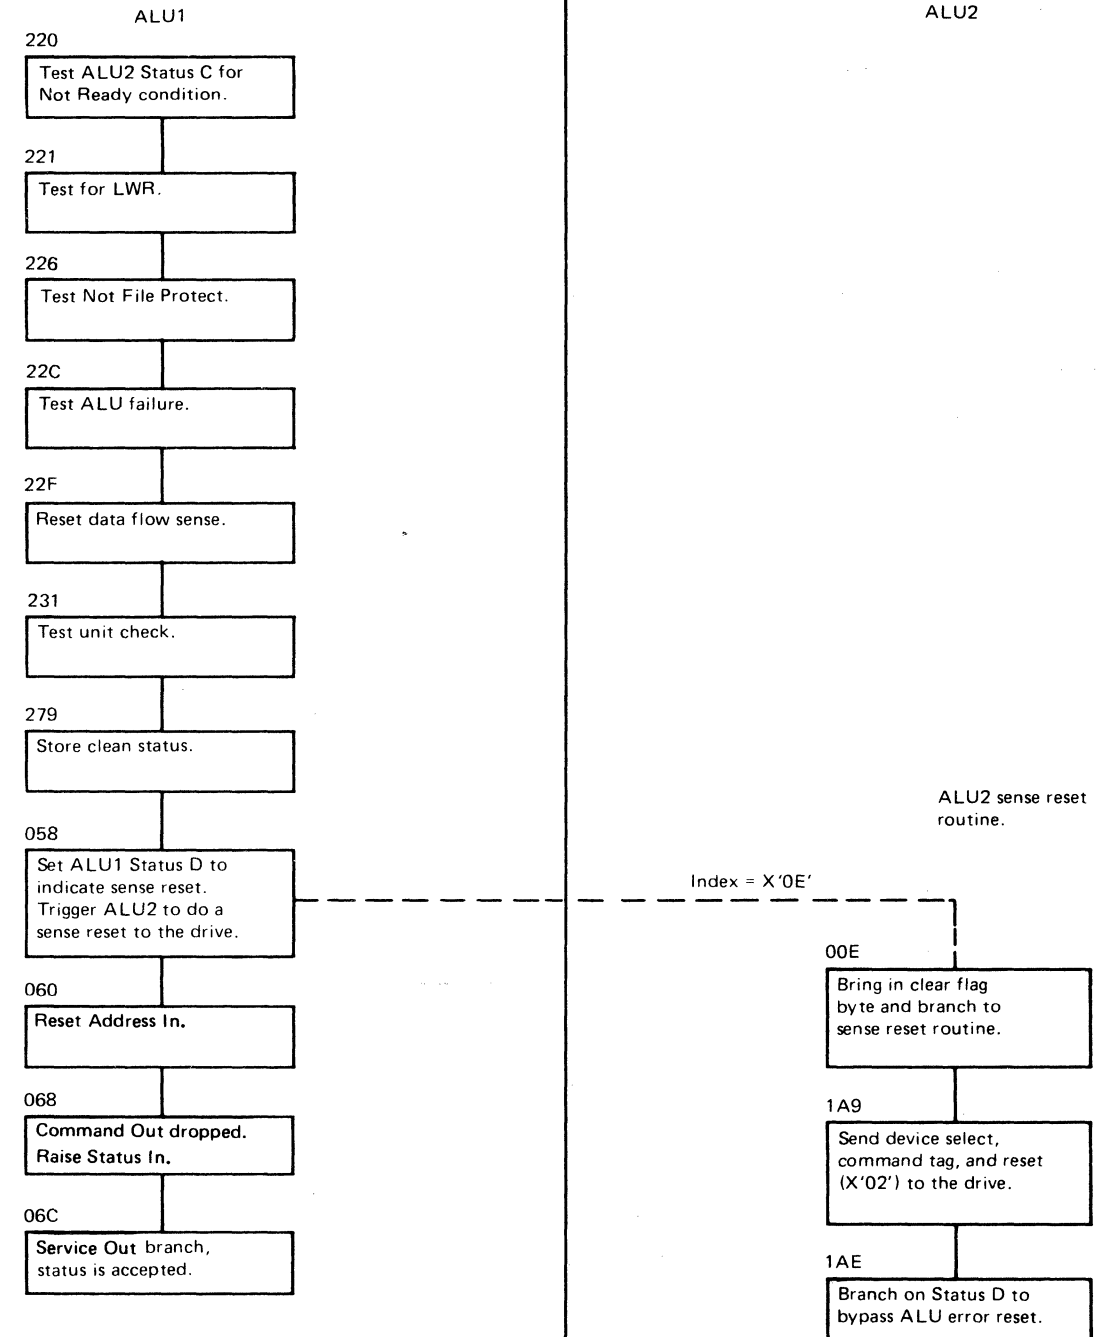 ALU1
220
Test ALU2 Status C for
Not Ready condition.
221
Test for LWR.
226
Test Not File Protect.
22C
Test ALU failure.
22F
Reset data flow sense.
231
Test unit check.
279
Store clean status.
058
Set ALU1 Status D to
indicate sense reset.
Trigger ALU2 to do a
sense reset to the drive.
060
Reset Address In.
068
Command Out dropped.
Raise Status In.
06C
Service Out branch,
status is accepted.
Index = X'0E'
ALU2
ALU2 sense reset
routine.
00E
Bring in clear flag
byte and branch to
sense reset routine.
1A9
Send device select,
command tag, and reset
(X'02') to the drive.
1AE
Branch on Status D to
bypass ALU error reset.